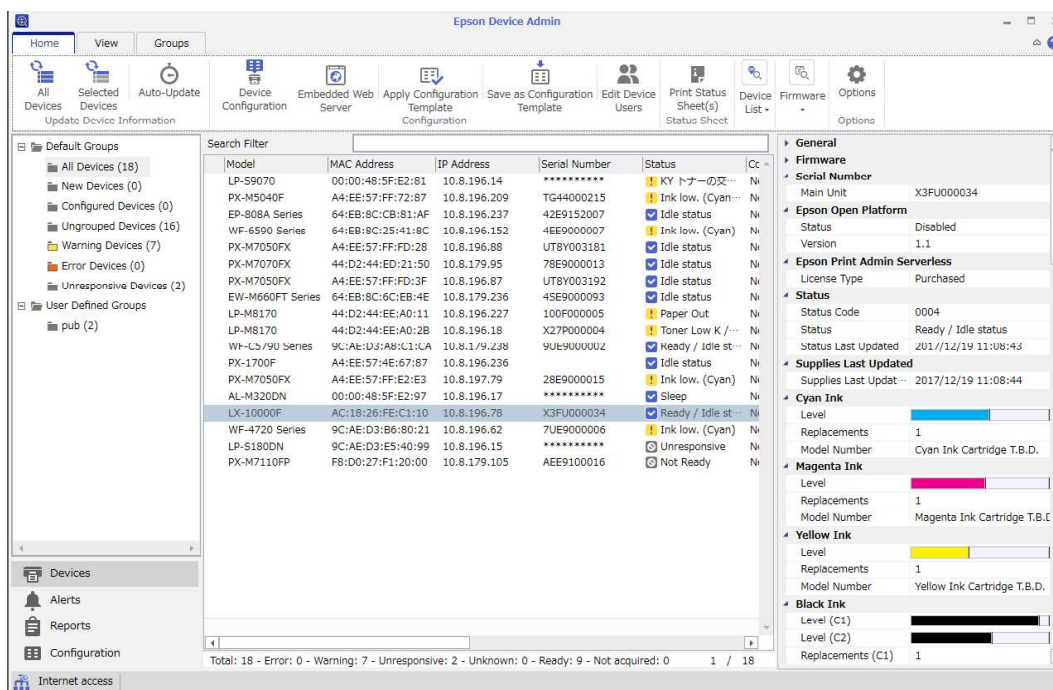 Epson Device Admin
Home View Groups
All Devices
Selected Devices
Auto-Update
Update Device Information
Device Configuration
Embedded Web Server
Apply Configuration Template
Save as Configuration Template
Edit Device Users
Configuration
Print Status Sheet(s)
Status Sheet
Device List
Firmware
Options
Options
Default Groups
All Devices (18)
New Devices (0)
Configured Devices (0)
Ungrouped Devices (16)
Warning Devices (7)
Error Devices (0)
Unresponsive Devices (2)
User Defined Groups
pub (2)
Devices
Alerts
Reports
Configuration
Search Filter
Model MAC Address IP Address Serial Number Status
LP-S9070 00:00:48:5F:E2:81 10.8.196.14 ********** KY トナーの交…
PX-M5040F A4:EE:57:FF:72:87 10.8.196.209 TG44000215 Ink low. (Cyan…
EP-808A Series 64:EB:8C:CB:81:AF 10.8.196.237 42E9152007 Idle status
WF-6590 Series 64:EB:8C:25:41:8C 10.8.196.152 4EE9000007 Ink low. (Cyan)
PX-M7050FX A4:EE:57:FF:FD:28 10.8.196.88 UT8Y003181 Idle status
PX-M7070FX 44:D2:44:ED:21:50 10.8.179.95 78E9000013 Idle status
PX-M7050FX A4:EE:57:FF:FD:3F 10.8.196.87 UT8Y003192 Idle status
EW-M660FT Series 64:EB:8C:6C:EB:4E 10.8.179.236 4SE9000093 Idle status
LP-M8170 44:D2:44:EE:A0:11 10.8.196.227 100F000005 Paper Out
LP-M8170 44:D2:44:EE:A0:2B 10.8.196.18 X27P000004 Toner Low K /…
WF-C5790 Series 9C:AE:D3:A8:C1:CA 10.8.179.238 9UE9000002 Ready / Idle st…
PX-1700F A4:EE:57:4E:67:87 10.8.196.236 Idle status
PX-M7050FX A4:EE:57:FF:E2:E3 10.8.197.79 28E9000015 Ink low. (Cyan)
AL-M320DN 00:00:48:5F:E2:97 10.8.196.17 ********** Sleep
LX-10000F AC:18:26:FE:C1:10 10.8.196.78 X3FU000034 Ready / Idle st…
WF-4720 Series 9C:AE:D3:B6:80:21 10.8.196.62 7UE9000006 Ink low. (Cyan)
LP-S180DN 9C:AE:D3:E5:40:99 10.8.196.15 ********** Unresponsive
PX-M7110FP F8:D0:27:F1:20:00 10.8.179.105 AEE9100016 Not Ready
Total: 18 - Error: 0 - Warning: 7 - Unresponsive: 2 - Unknown: 0 - Ready: 9 - Not acquired: 0 1 / 18
General
Firmware
Serial Number
Main Unit X3FU000034
Epson Open Platform
Status Disabled
Version 1.1
Epson Print Admin Serverless
License Type Purchased
Status
Status Code 0004
Status Ready / Idle status
Status Last Updated 2017/12/19 11:08:43
Supplies Last Updated
Supplies Last Updat… 2017/12/19 11:08:44
Cyan Ink
Level
Replacements 1
Model Number Cyan Ink Cartridge T.B.D.
Magenta Ink
Level
Replacements 1
Model Number Magenta Ink Cartridge T.B.
Yellow Ink
Level
Replacements 1
Model Number Yellow Ink Cartridge T.B.D.
Black Ink
Level (C1)
Level (C2)
Replacements (C1) 1
Internet access